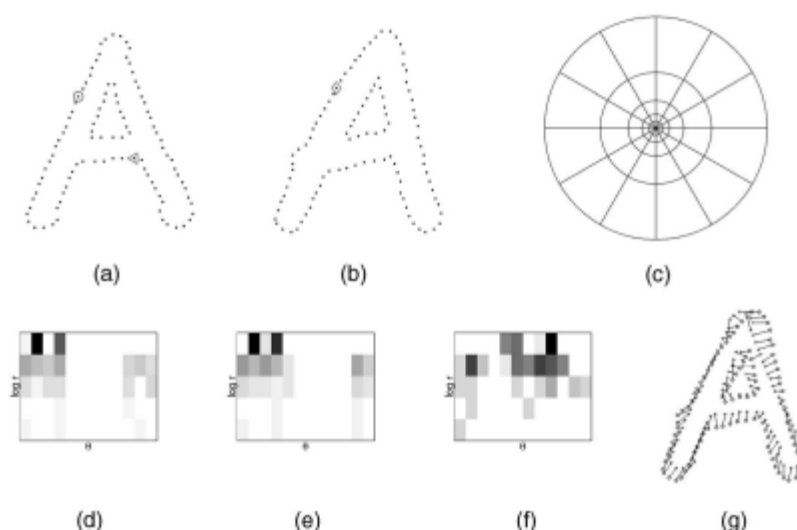 (a) (b) (c)
log r log r log r
θ θ θ
(d) (e) (f) (g)